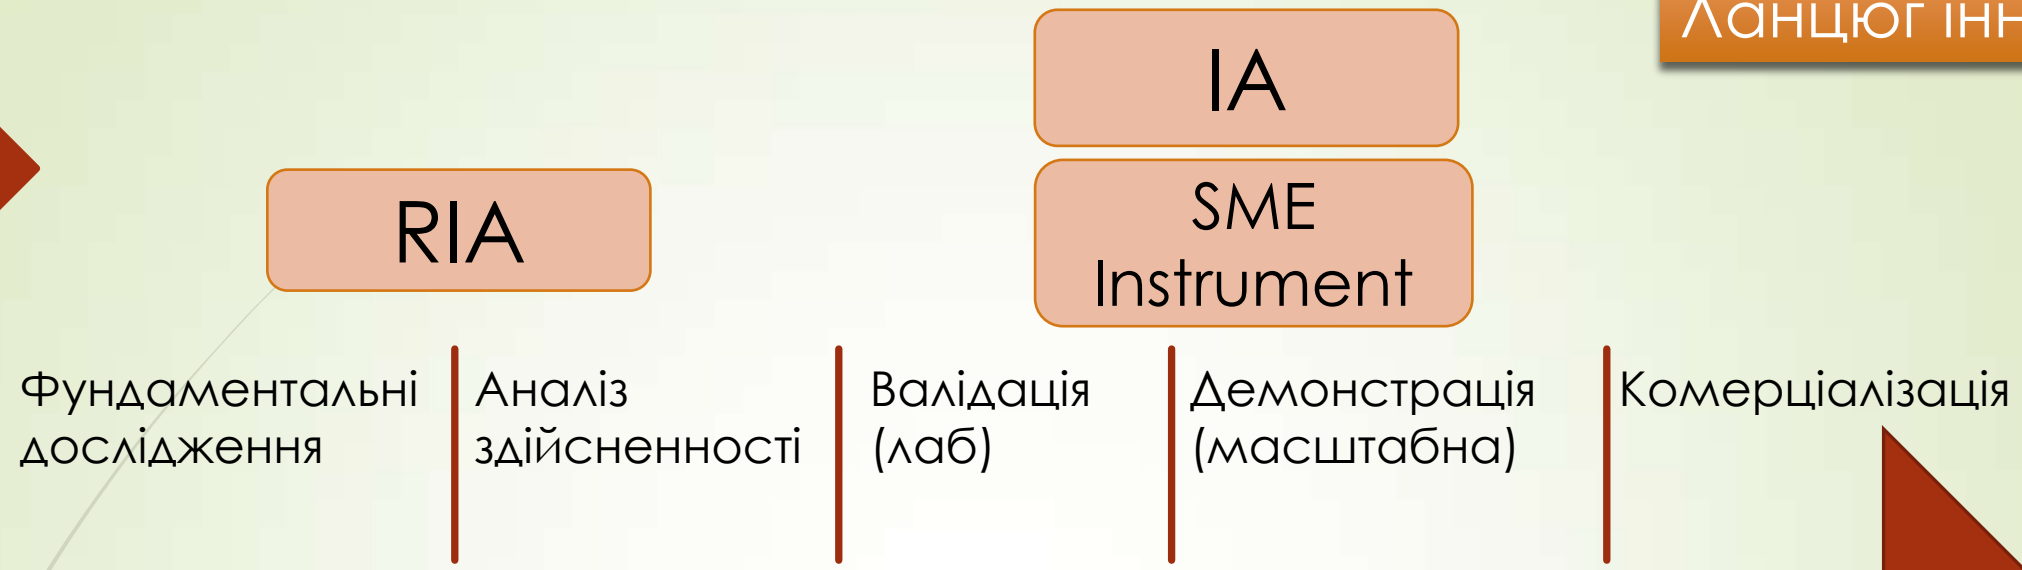 Ланцюг інн
IA
SME
Instrument
RIA
Фундаментальні
дослідження
Аналіз
здійсненності
Валідація
(лаб)
Демонстрація
(масштабна)
Комерціалізація